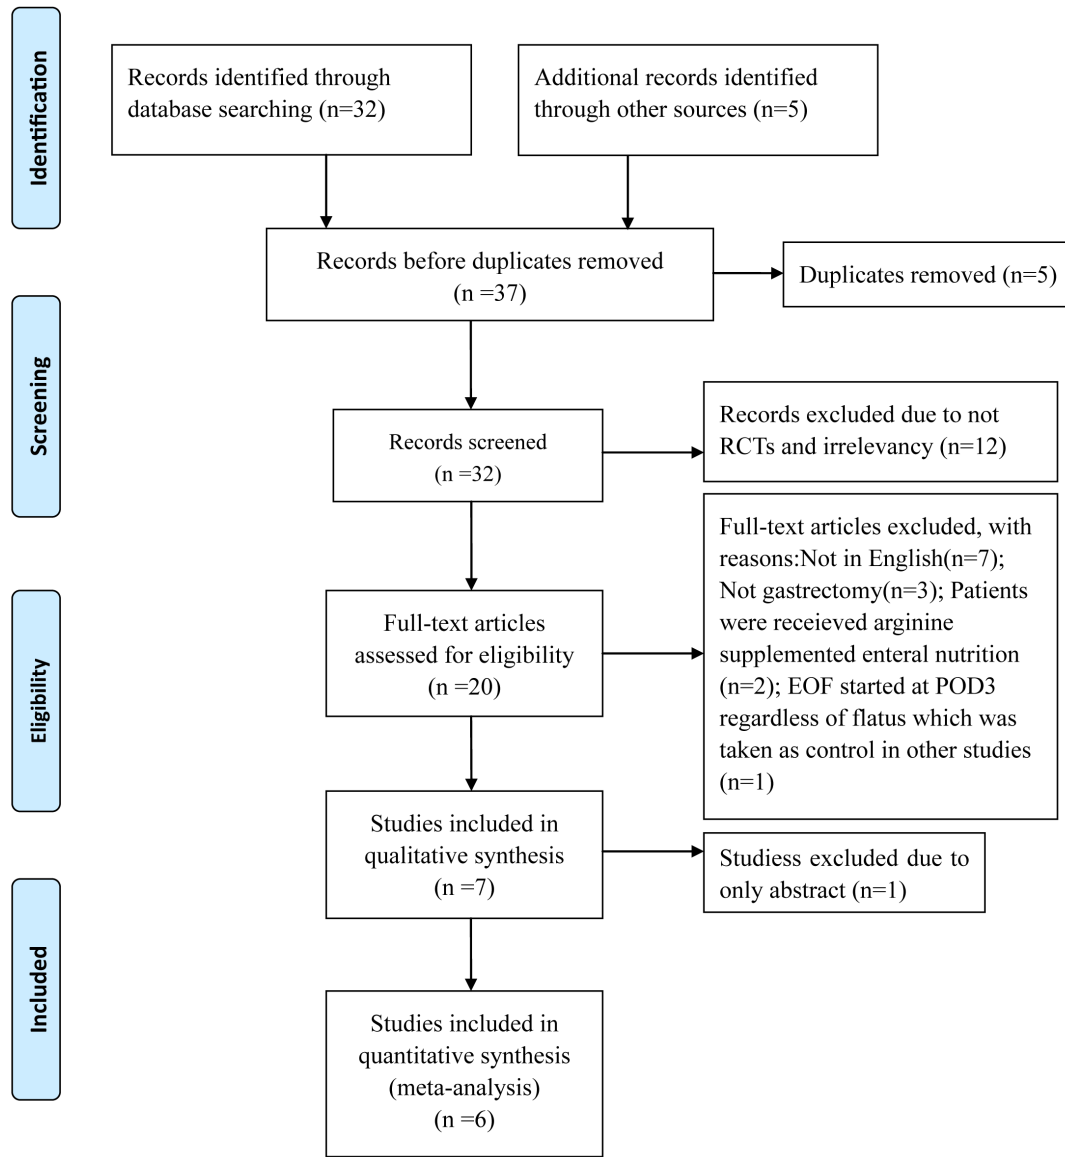 Identification
Records identified through
database searching (n=32)
Additional records identified
through other sources (n=5)
Records before duplicates removed
(n =37)
Duplicates removed (n=5)
Screening
Records screened
(n =32)
Records excluded due to not
RCTs and irrelevancy (n=12)
Eligibility
Full-text articles
assessed for eligibility
(n =20)
Full-text articles excluded, with
reasons:Not in English(n=7);
Not gastrectomy(n=3); Patients
were receieved arginine
supplemented enteral nutrition
(n=2); EOF started at POD3
regardless of flatus which was
taken as control in other studies
(n=1)
Studies included in
qualitative synthesis
(n =7)
Studiess excluded due to
only abstract (n=1)
Included
Studies included in
quantitative synthesis
(meta-analysis)
(n =6)